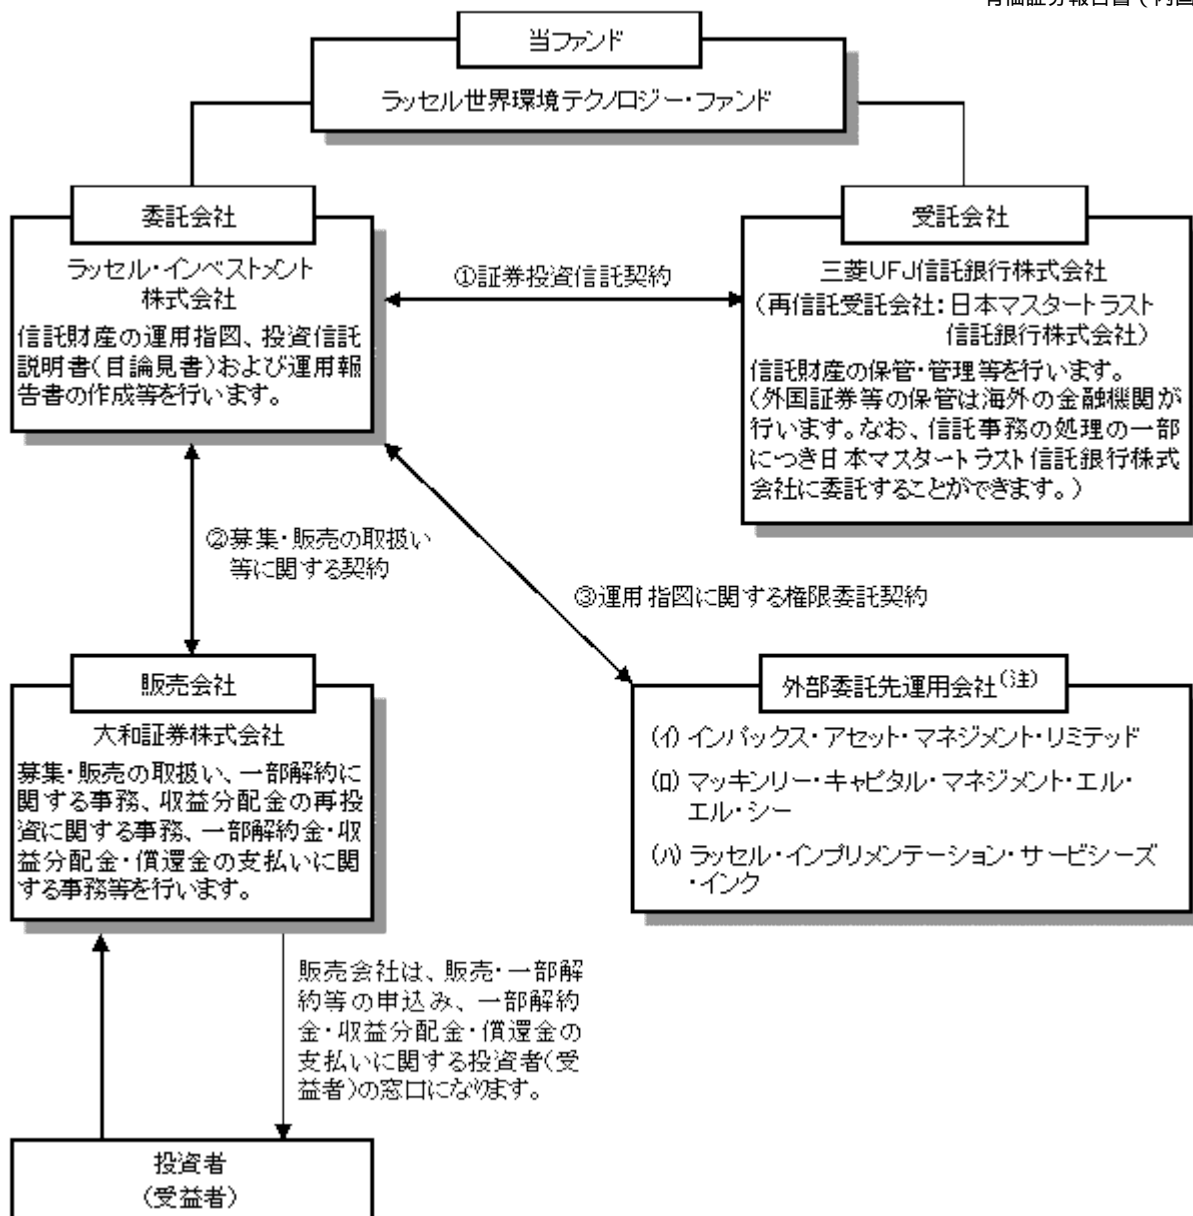 当ファンド
ラッセル世界環境テクノロジー・ファンド
委託会社
ラッセル・インベストメント
株式会社
信託財産の運用指図、投資信託
説明書(目論見書)および運用報
告書の作成等を行います。
受託会社
三菱UFJ信託銀行株式会社
(再信託受託会社:日本マスタートラスト
信託銀行株式会社)
信託財産の保管・管理等を行います。
(外国証券等の保管は海外の金融機関が
行います。なお、信託事務の処理の一部
につき日本マスタートラスト信託銀行株式
会社に委託することができます。)
①証券投資信託契約
②募集・販売の取扱い
等に関する契約
③運用指図に関する権限委託契約
販売会社
大和証券株式会社
募集・販売の取扱い、一部解約に
関する事務、収益分配金の再投
資に関する事務、一部解約金・収
益分配金・償還金の支払いに関
する事務等を行います。
外部委託先運用会社(注)
(イ) インパックス・アセット・マネジメント・リミテッド
(ロ) マッキンリー・キャピタル・マネジメント・エル・
エル・シー
(ハ) ラッセル・インプリメンテーション・サービシーズ
・インク
販売会社は、販売・一部解
約等の申込み、一部解約
金・収益分配金・償還金の
支払いに関する投資者(受
益者)の窓口になります。
投資者
(受益者)